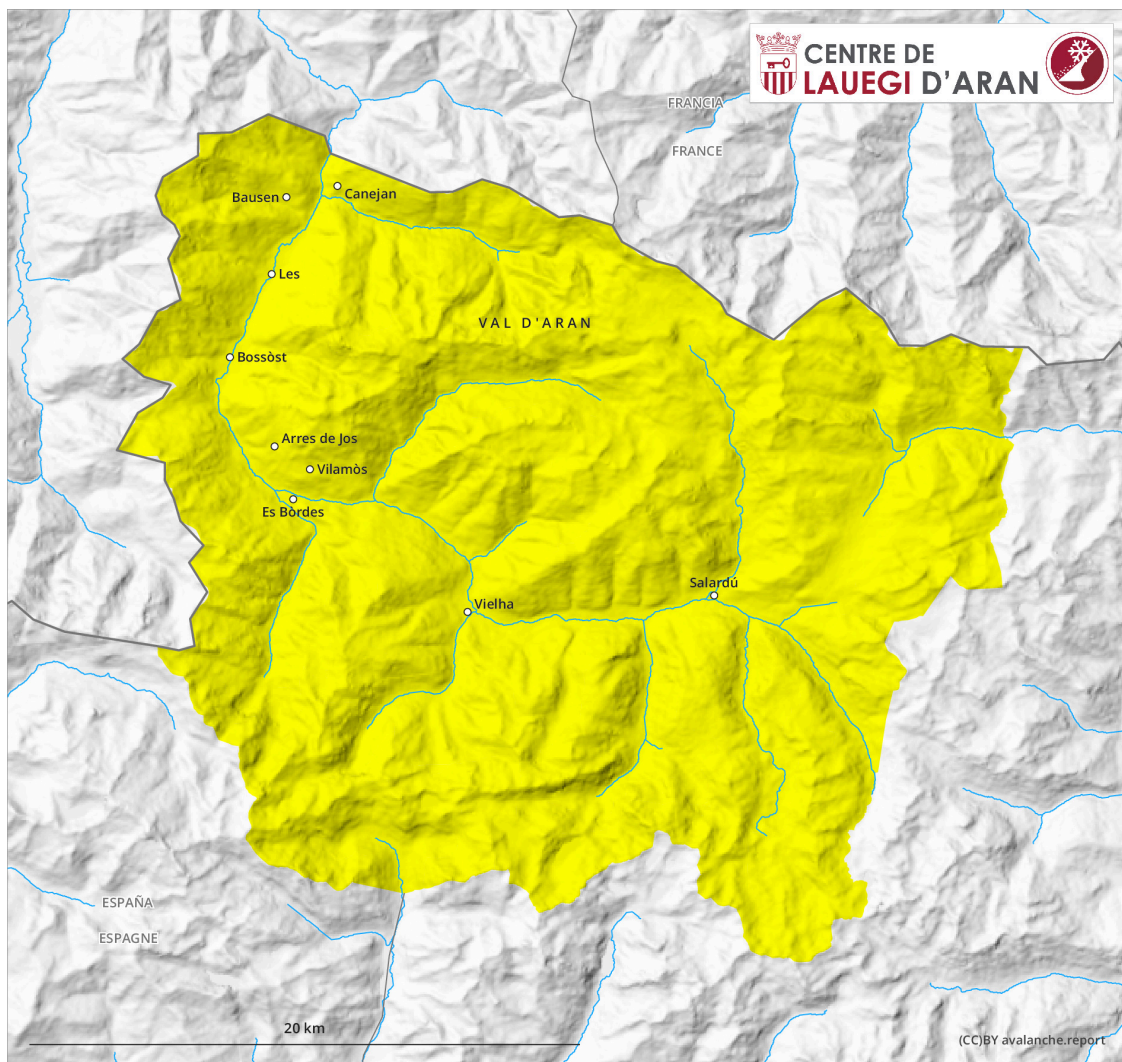 CENTRE DE
LAUEGI D'ARAN
FRANCIA
FRANCE
Canejan
Bausen
Les
VAL D'ARAN
Bossòst
Arres de Jos
Vilamòs
Es Bòrdes
Salardú
Vielha
ESPAÑA
ESPAGNE
20 km
(CC)BY avalanche.report